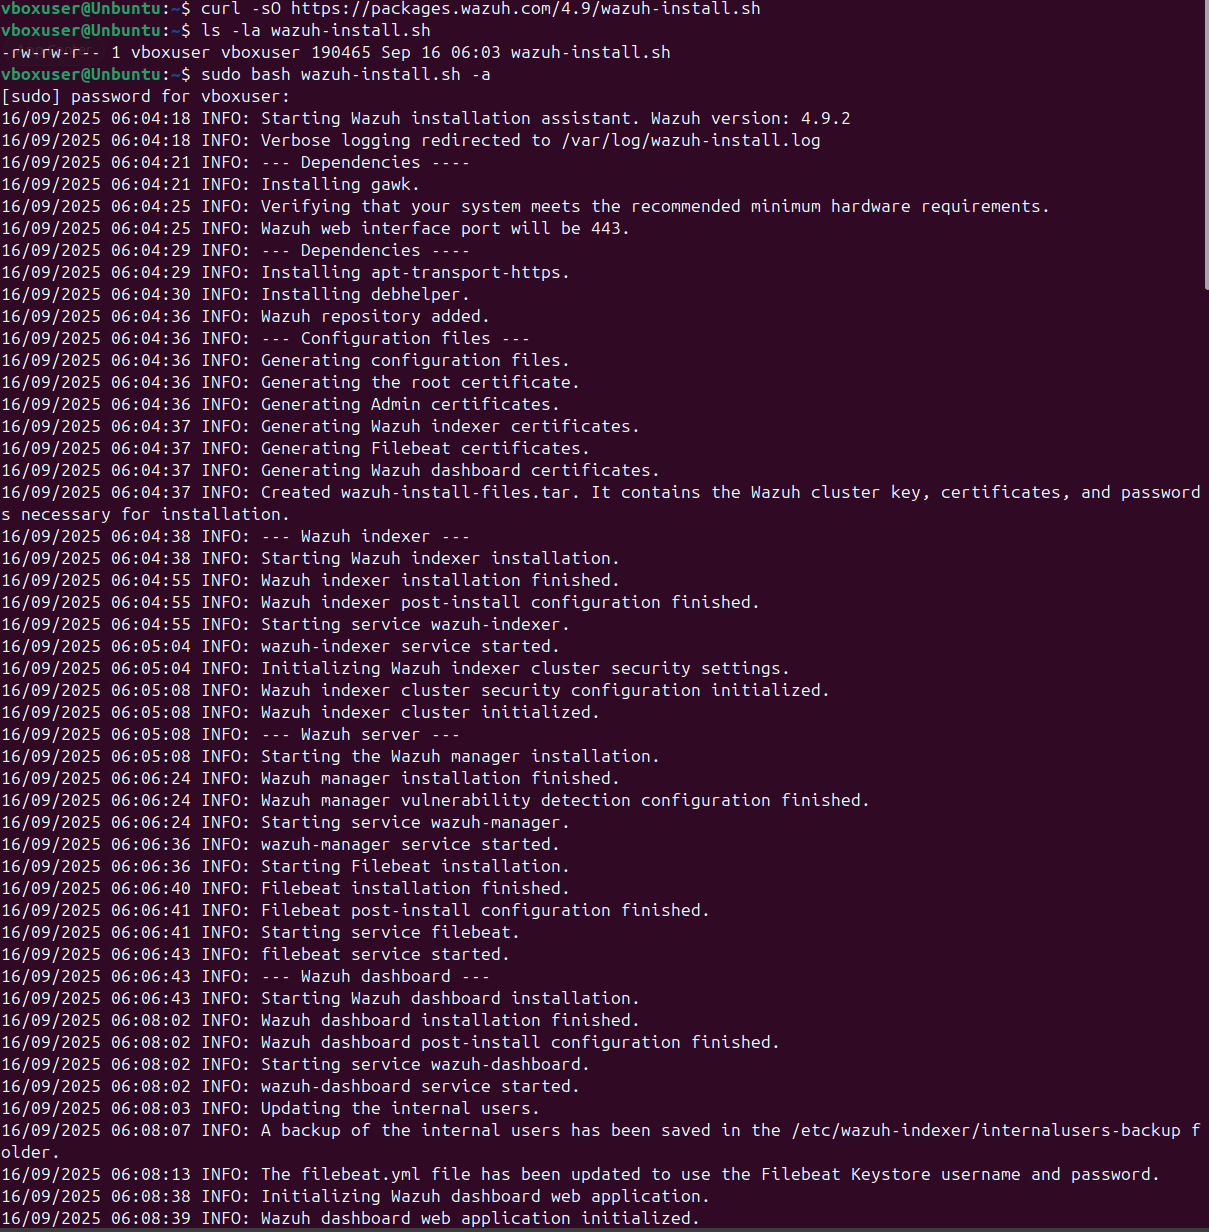 vboxuser@Unbuntu:~$ curl -sO https://packages.wazuh.com/4.9/wazuh-install.sh
vboxuser@Unbuntu:~$ ls -la wazuh-install.sh
-rw-rw-r-- 1 vboxuser vboxuser 190465 Sep 16 06:03 wazuh-install.sh
vboxuser@Unbuntu:~$ sudo bash wazuh-install.sh -a
[sudo] password for vboxuser:
16/09/2025 06:04:18 INFO: Starting Wazuh installation assistant. Wazuh version: 4.9.2
16/09/2025 06:04:18 INFO: Verbose logging redirected to /var/log/wazuh-install.log
16/09/2025 06:04:21 INFO: --- Dependencies ----
16/09/2025 06:04:21 INFO: Installing gawk.
16/09/2025 06:04:25 INFO: Verifying that your system meets the recommended minimum hardware requirements.
16/09/2025 06:04:25 INFO: Wazuh web interface port will be 443.
16/09/2025 06:04:29 INFO: --- Dependencies ----
16/09/2025 06:04:29 INFO: Installing apt-transport-https.
16/09/2025 06:04:30 INFO: Installing debhelper.
16/09/2025 06:04:36 INFO: Wazuh repository added.
16/09/2025 06:04:36 INFO: --- Configuration files ---
16/09/2025 06:04:36 INFO: Generating configuration files.
16/09/2025 06:04:36 INFO: Generating the root certificate.
16/09/2025 06:04:36 INFO: Generating Admin certificates.
16/09/2025 06:04:37 INFO: Generating Wazuh indexer certificates.
16/09/2025 06:04:37 INFO: Generating Filebeat certificates.
16/09/2025 06:04:37 INFO: Generating Wazuh dashboard certificates.
16/09/2025 06:04:37 INFO: Created wazuh-install-files.tar. It contains the Wazuh cluster key, certificates, and password
s necessary for installation.
16/09/2025 06:04:38 INFO: --- Wazuh indexer ---
16/09/2025 06:04:38 INFO: Starting Wazuh indexer installation.
16/09/2025 06:04:55 INFO: Wazuh indexer installation finished.
16/09/2025 06:04:55 INFO: Wazuh indexer post-install configuration finished.
16/09/2025 06:04:55 INFO: Starting service wazuh-indexer.
16/09/2025 06:05:04 INFO: wazuh-indexer service started.
16/09/2025 06:05:04 INFO: Initializing Wazuh indexer cluster security settings.
16/09/2025 06:05:08 INFO: Wazuh indexer cluster security configuration initialized.
16/09/2025 06:05:08 INFO: Wazuh indexer cluster initialized.
16/09/2025 06:05:08 INFO: --- Wazuh server ---
16/09/2025 06:05:08 INFO: Starting the Wazuh manager installation.
16/09/2025 06:06:24 INFO: Wazuh manager installation finished.
16/09/2025 06:06:24 INFO: Wazuh manager vulnerability detection configuration finished.
16/09/2025 06:06:24 INFO: Starting service wazuh-manager.
16/09/2025 06:06:36 INFO: wazuh-manager service started.
16/09/2025 06:06:36 INFO: Starting Filebeat installation.
16/09/2025 06:06:40 INFO: Filebeat installation finished.
16/09/2025 06:06:41 INFO: Filebeat post-install configuration finished.
16/09/2025 06:06:41 INFO: Starting service filebeat.
16/09/2025 06:06:43 INFO: filebeat service started.
16/09/2025 06:06:43 INFO: --- Wazuh dashboard ---
16/09/2025 06:06:43 INFO: Starting Wazuh dashboard installation.
16/09/2025 06:08:02 INFO: Wazuh dashboard installation finished.
16/09/2025 06:08:02 INFO: Wazuh dashboard post-install configuration finished.
16/09/2025 06:08:02 INFO: Starting service wazuh-dashboard.
16/09/2025 06:08:02 INFO: wazuh-dashboard service started.
16/09/2025 06:08:03 INFO: Updating the internal users.
16/09/2025 06:08:07 INFO: A backup of the internal users has been saved in the /etc/wazuh-indexer/internalusers-backup f
older.
16/09/2025 06:08:13 INFO: The filebeat.yml file has been updated to use the Filebeat Keystore username and password.
16/09/2025 06:08:38 INFO: Initializing Wazuh dashboard web application.
16/09/2025 06:08:39 INFO: Wazuh dashboard web application initialized.